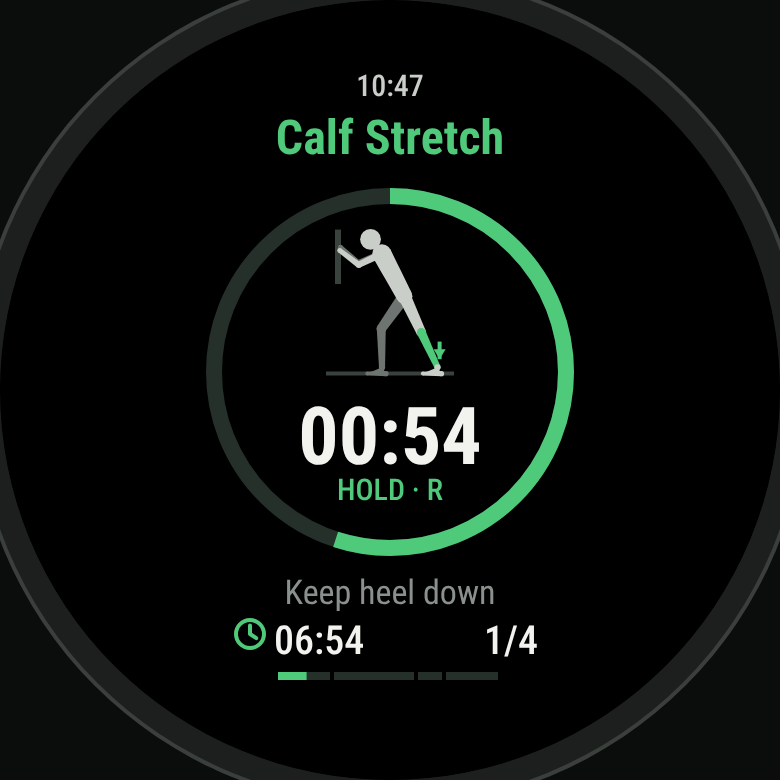 10:47
Calf Stretch
00:54
HOLD · R
Keep heel down
06:54 1/4